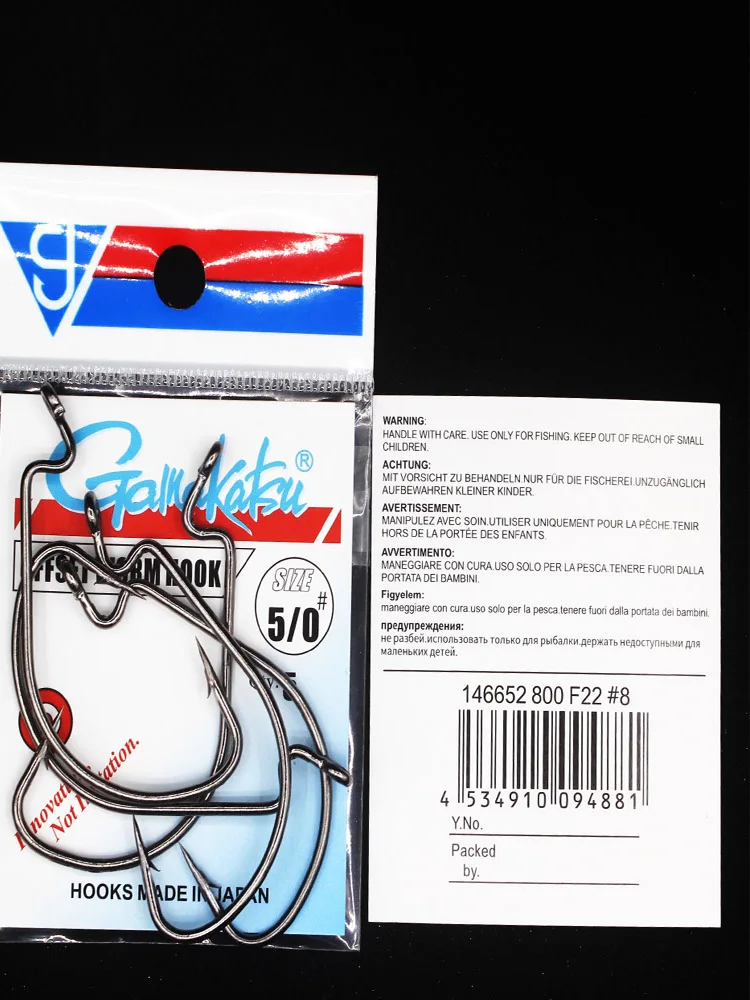 Gamakatsu ®
OFFSET WORM HOOK
SIZE
5/0#
5
Innovation.
Not Imitation.
HOOKS MADE IN JAPAN
WARNING:
HANDLE WITH CARE. USE ONLY FOR FISHING. KEEP OUT OF REACH OF SMALL
CHILDREN.
ACHTUNG:
MIT VORSICHT ZU BEHANDELN.NUR FÜR DIE FISCHEREI.UNZUGÄNGLICH
AUFBEWAHREN KLEINER KINDER.
AVERTISSEMENT:
MANIPULEZ AVEC SOIN.UTILISER UNIQUEMENT POUR LA PÊCHE.TENIR
HORS DE LA PORTÉE DES ENFANTS.
AVVERTIMENTO:
MANEGGIARE CON CURA.USO SOLO PER LA PESCA.TENERE FUORI DALLA
PORTATA DEI BAMBINI.
Figyelem:
maneggiare con cura.uso solo per la pesca.tenere fuori dalla portata dei bambini.
предупреждения:
не разбей.использовать только для рыбалки.держать недоступными для
маленьких детей.
146652 800 F22 #8
4 534910 094881
Y.No.
Packed
by.